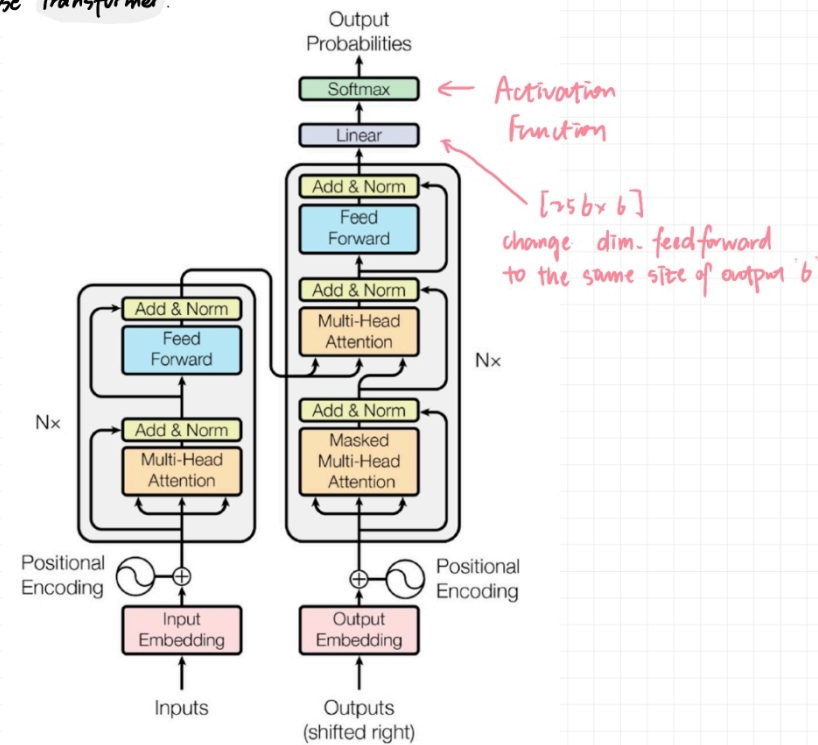 Transformer.
Output
Probabilities
Softmax
Linear
Add & Norm
Feed
Forward
Add & Norm
Multi-Head
Attention
Add & Norm
Masked
Multi-Head
Attention
Nx
Positional
Encoding
Output
Embedding
Outputs
(shifted right)
Add & Norm
Feed
Forward
Add & Norm
Multi-Head
Attention
Nx
Positional
Encoding
Input
Embedding
Inputs
Activation
Function
[256x6]
change dim. feedforward
to the same size of output '6'